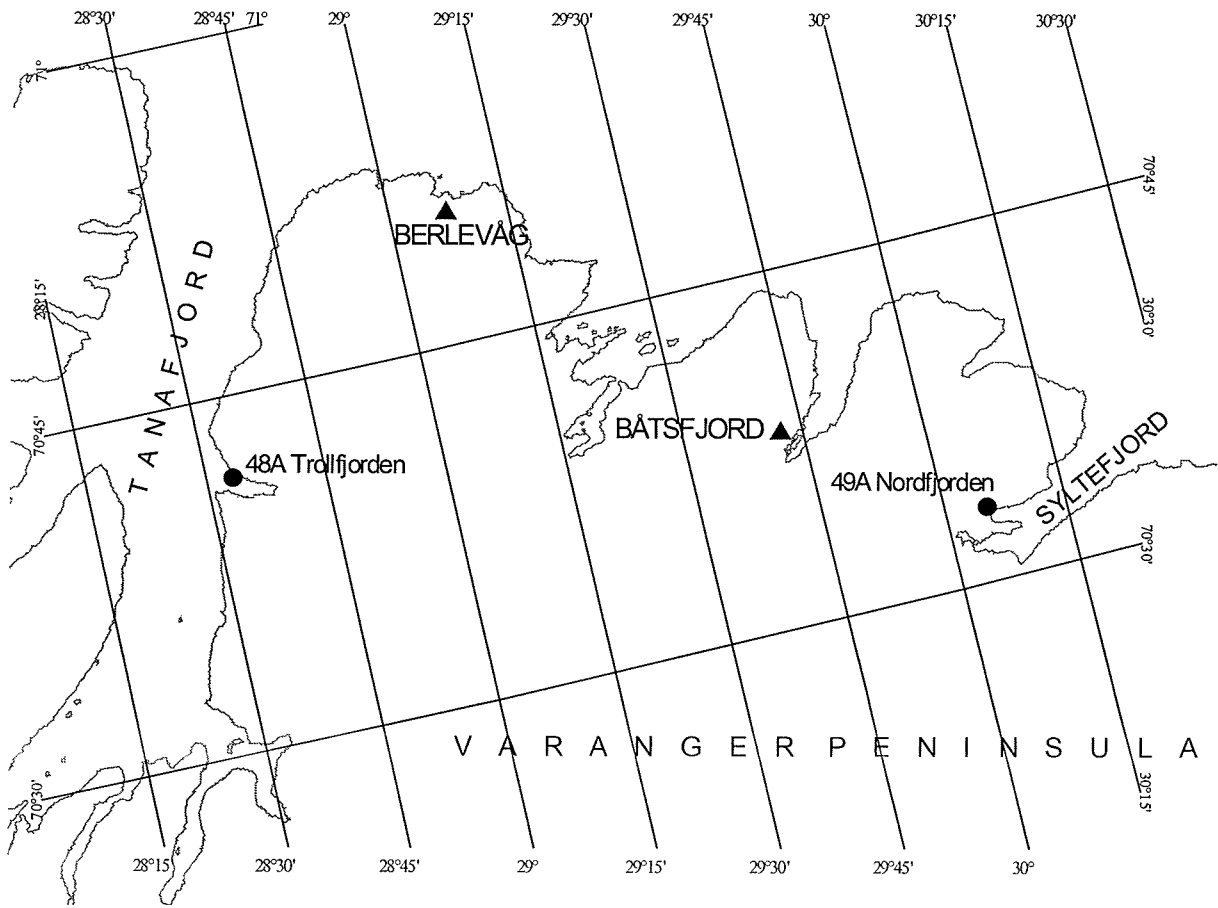 28°30' 28°45' 71° 29° 29°15' 29°30' 29°45' 30° 30°15' 30°30'
71°
70°45'
BERLEVÅG
28°15'
30°30'
TANAFJORD
70°45'
BÅTSFJORD
48A Trollfjorden
49A Nordfjorden
SYLTEFJORD
70°30'
VARANGERPENINSULA
70°30'
30°15'
28°15' 28°30' 28°45' 29° 29°15' 29°30' 29°45' 30°